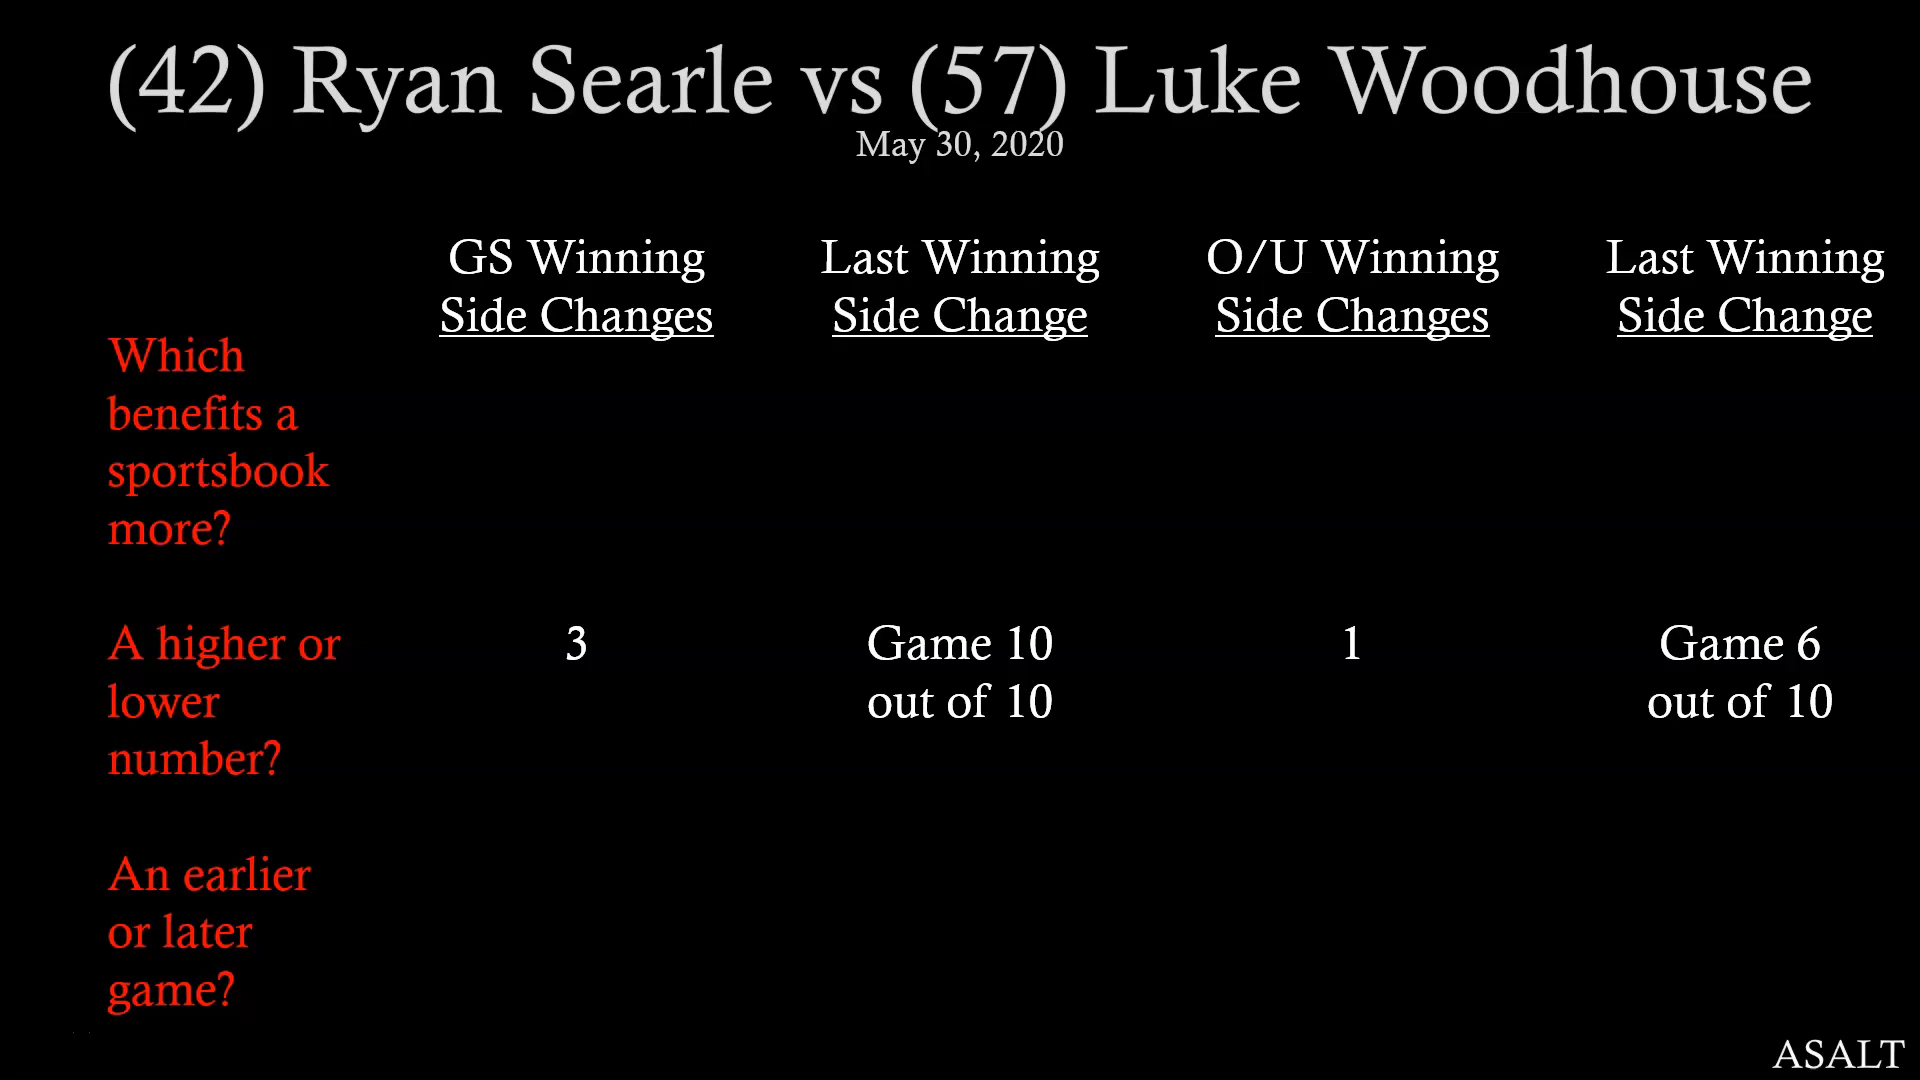 (42) Ryan Searle vs (57) Luke Woodhouse
May 30, 2020
GS Winning
Side Changes
Last Winning
Side Change
O/U Winning
Side Changes
Last Winning
Side Change
Which
benefits a
sportsbook
more?
A higher or
lower
number?
3
Game 10
out of 10
1
Game 6
out of 10
An earlier
or later
game?
ASALT